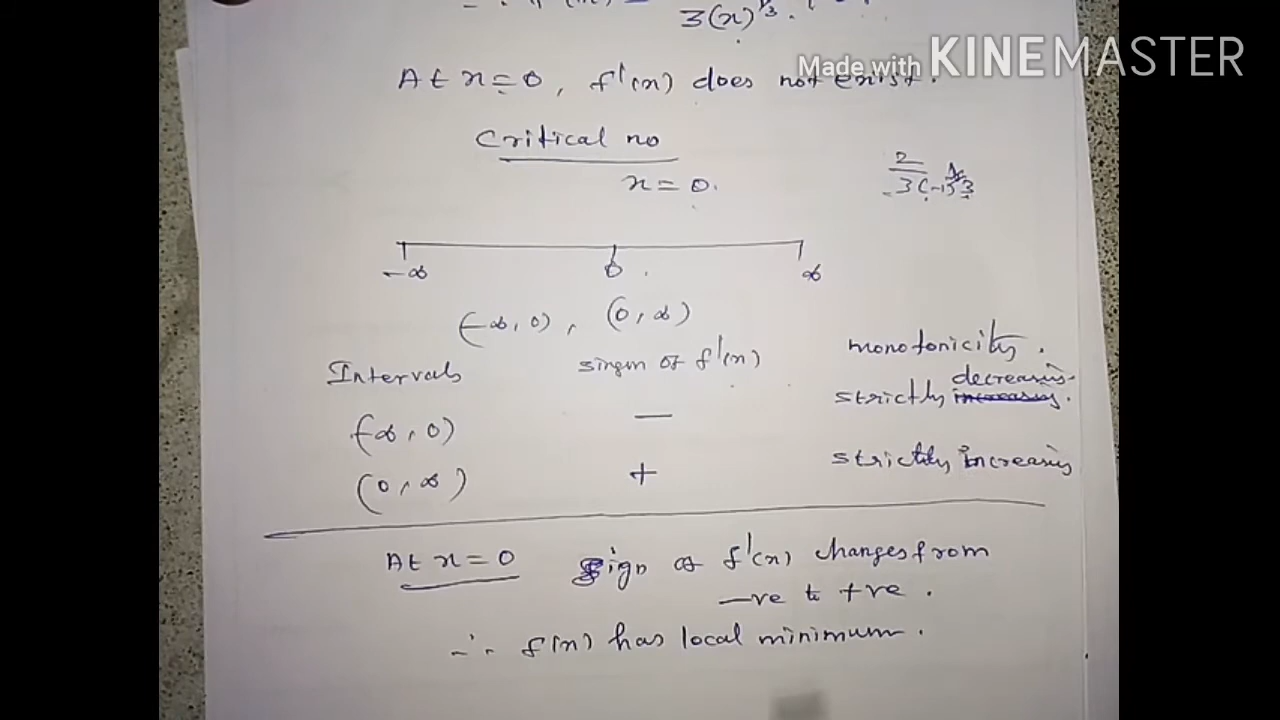 3(x)^1/3.
Made with KINEMASTER
At x=0, f'(x) does not exist.
Critical no
x=0.
2
3(-1)^1/3
-∞ 0 ∞
(-∞,0), (0,∞)
Intervals singn of f'(x) monotonicity.
(-∞,0) — strictly decreasing.
(0,∞) + strictly increasing
At x=0 sign of f'(x) changes from
-ve to +ve.
∴ f(x) has local minimum.